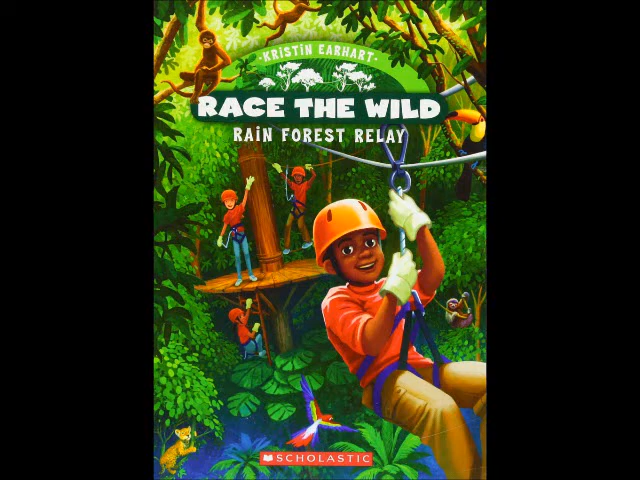 ·KRiSTiN EARHART·
RACE THE WILD
RAiN FOREST RELAY
SCHOLASTIC